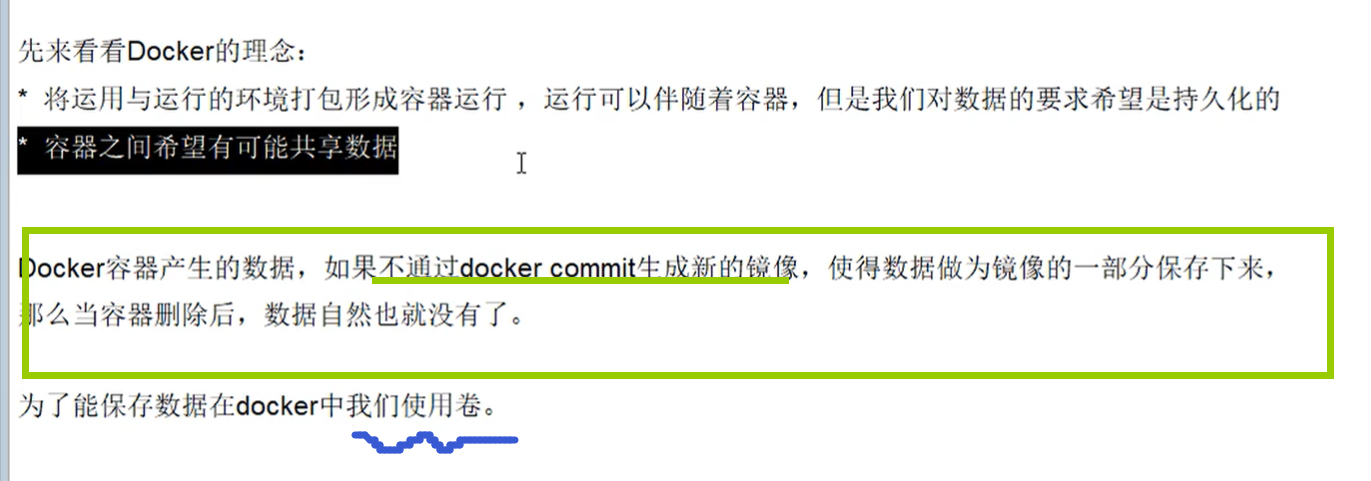 先来看看Docker的理念：
* 将运用与运行的环境打包形成容器运行 ，运行可以伴随着容器，但是我们对数据的要求希望是持久化的
* 容器之间希望有可能共享数据
Docker容器产生的数据，如果不通过docker commit生成新的镜像，使得数据做为镜像的一部分保存下来，
那么当容器删除后，数据自然也就没有了。
为了能保存数据在docker中我们使用卷。